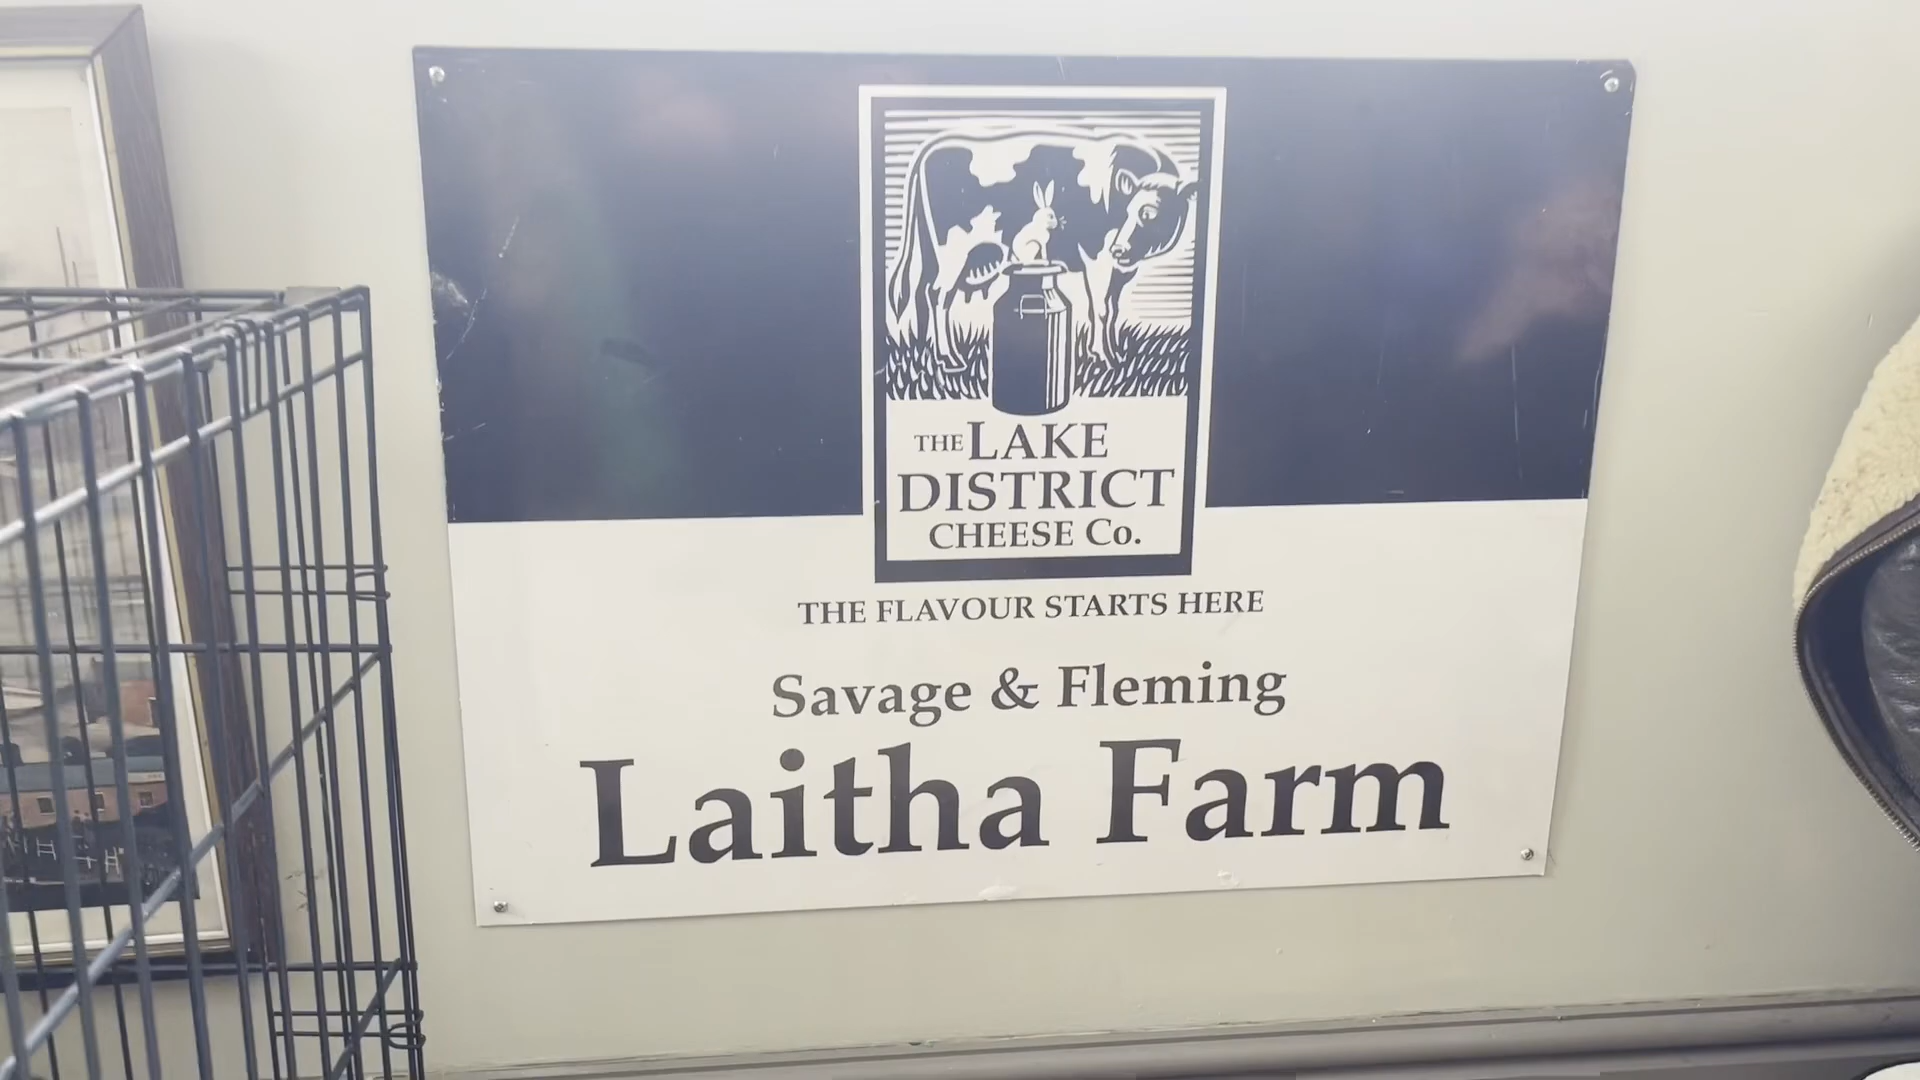 THE LAKE
DISTRICT
CHEESE Co.
THE FLAVOUR STARTS HERE
Savage & Fleming
Laitha Farm